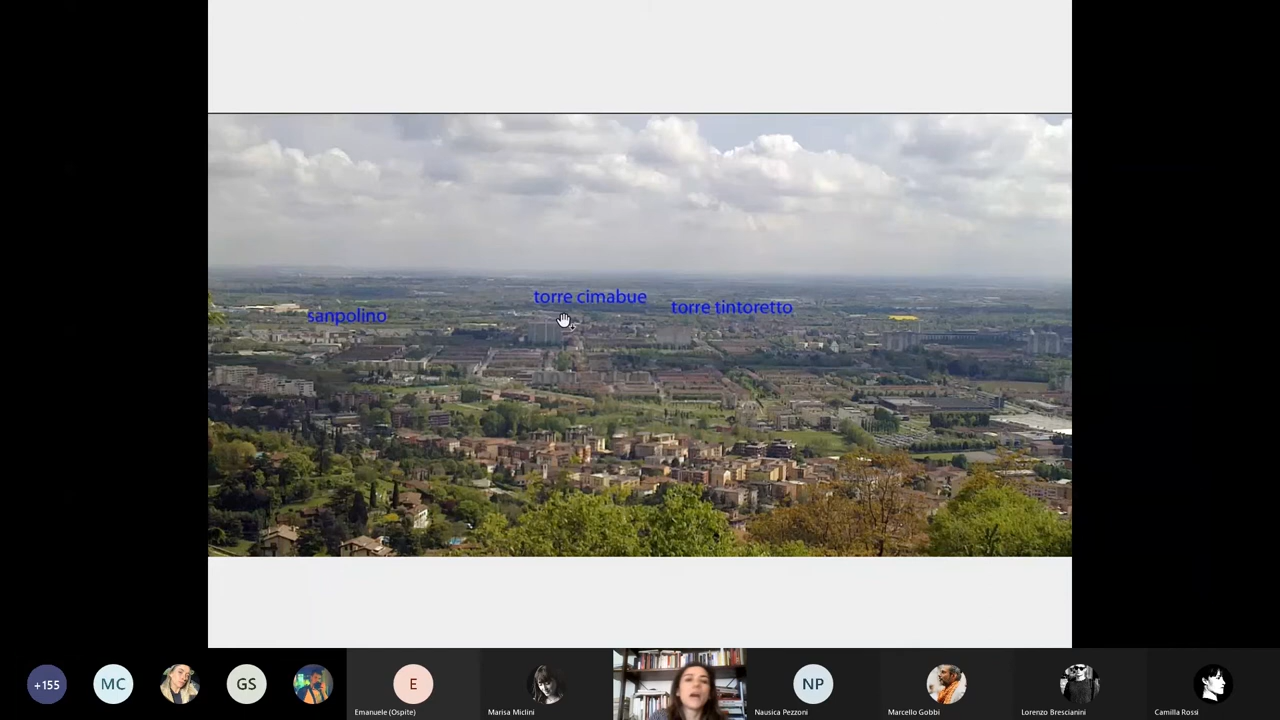 torre cimabue
torre tintoretto
sanpolino
+155
MC
GS
E
NP
Emanuele (Ospite)
Marisa Miclini
Nausica Pezzoni
Marcello Gobbi
Lorenzo Brescianini
Camilla Rossi